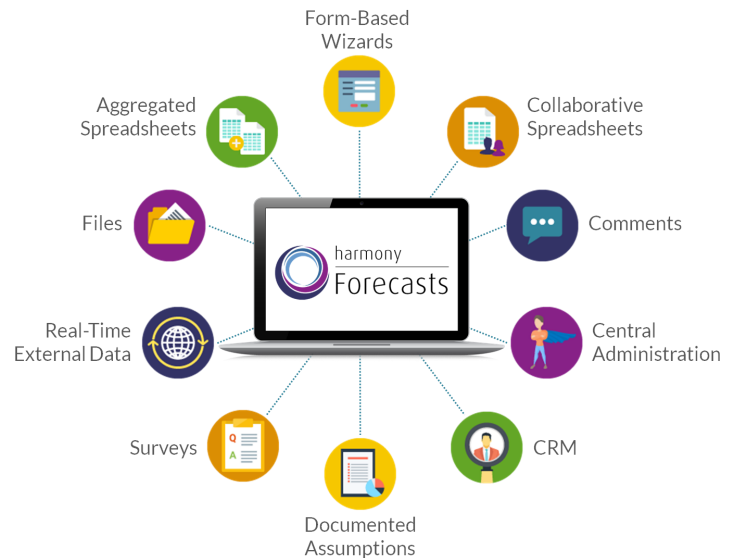 Form-Based
Wizards
Aggregated
Spreadsheets
Collaborative
Spreadsheets
Files
Comments
harmony
Forecasts
Real-Time
External Data
Central
Administration
Q
A
Surveys
CRM
Documented
Assumptions